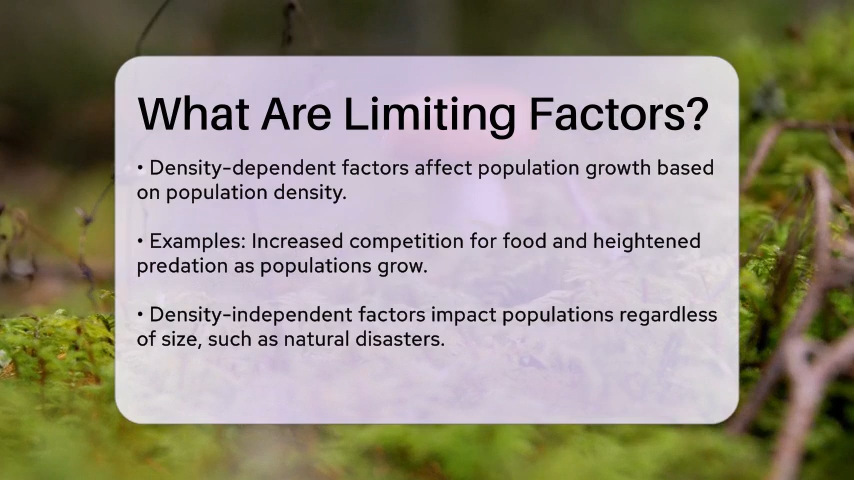 What Are Limiting Factors?
• Density-dependent factors affect population growth based
on population density.
• Examples: Increased competition for food and heightened
predation as populations grow.
• Density-independent factors impact populations regardless
of size, such as natural disasters.